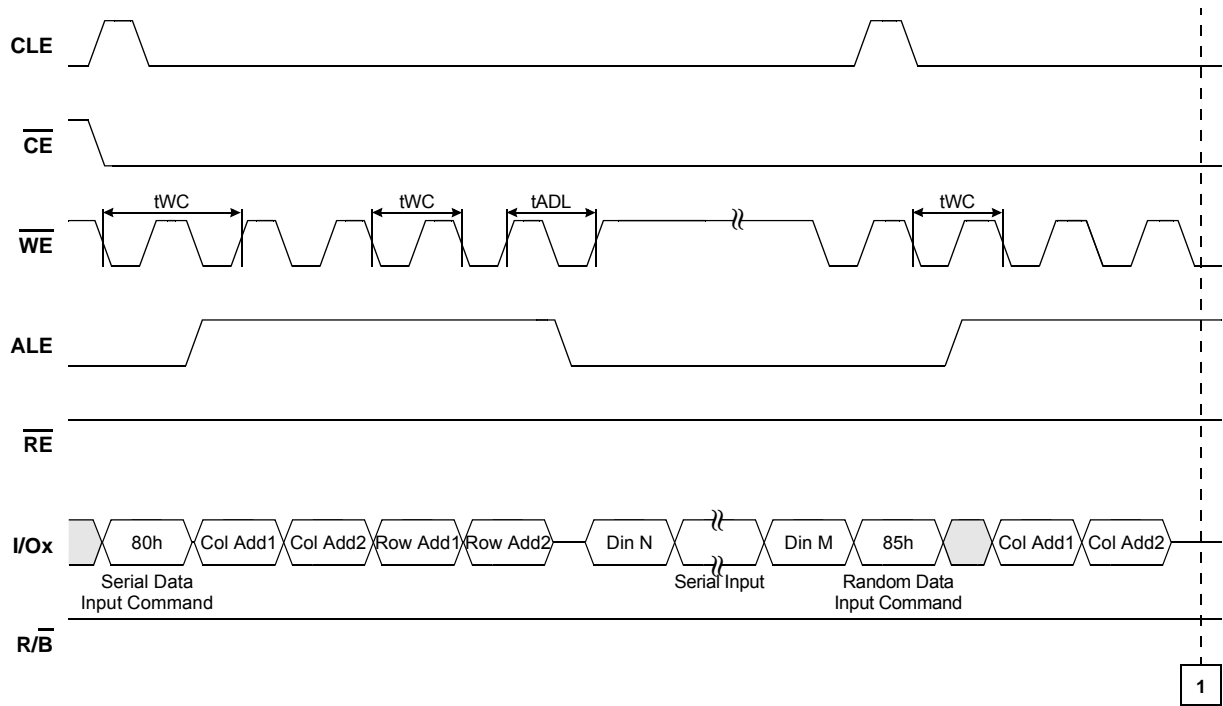 CLE
CE
tWC
tWC
tADL
tWC
WE
ALE
RE
I/Ox
80h
Col Add1
Col Add2
Row Add1
Row Add2
Din N
Din M
85h
Col Add1
Col Add2
Serial Data
Input Command
Serial Input
Random Data
Input Command
R/B
1